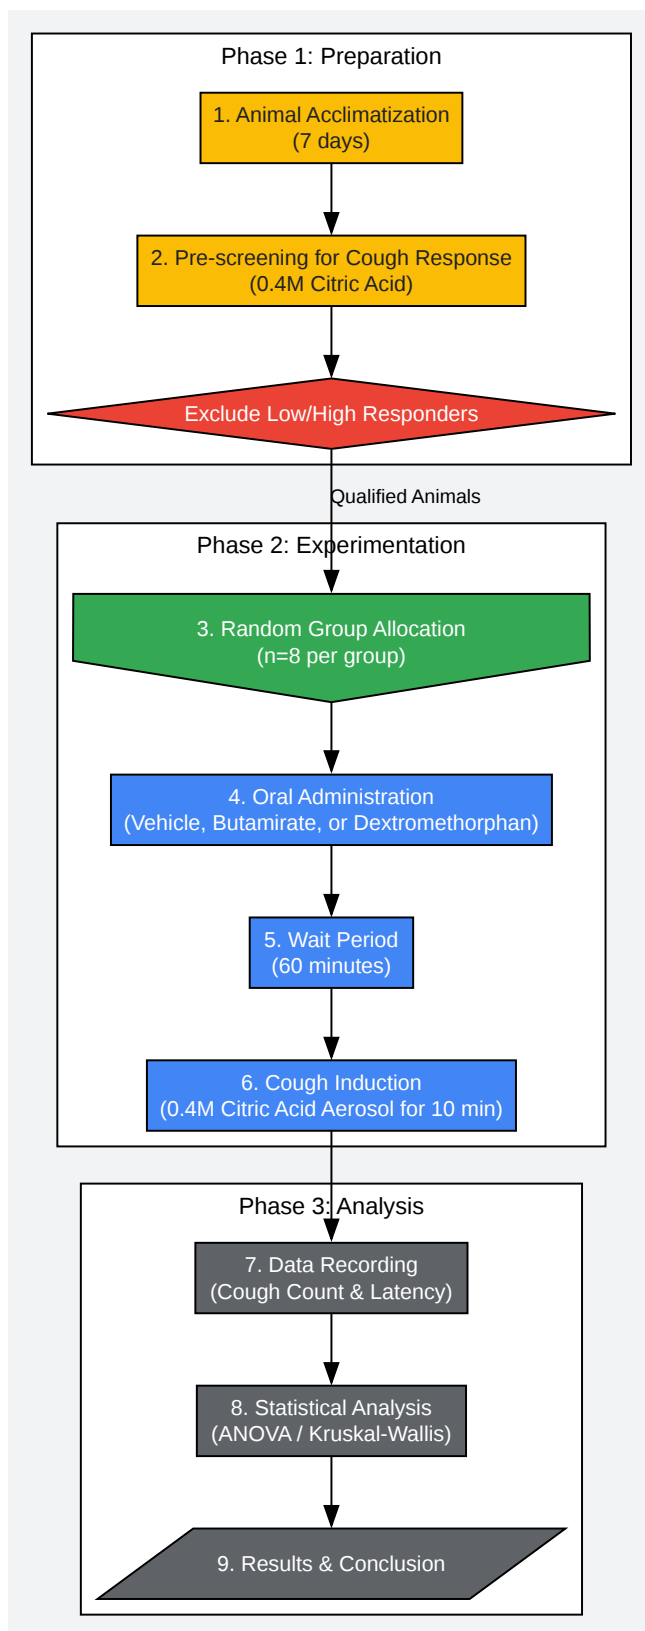 Phase 1: Preparation
1. Animal Acclimatization
(7 days)
2. Pre-screening for Cough Response
(0.4M Citric Acid)
Exclude Low/High Responders
Qualified Animals
Phase 2: Experimentation
3. Random Group Allocation
(n=8 per group)
4. Oral Administration
(Vehicle, Butamirate, or Dextromethorphan)
5. Wait Period
(60 minutes)
6. Cough Induction
(0.4M Citric Acid Aerosol for 10 min)
Phase 3: Analysis
7. Data Recording
(Cough Count & Latency)
8. Statistical Analysis
(ANOVA / Kruskal-Wallis)
9. Results & Conclusion